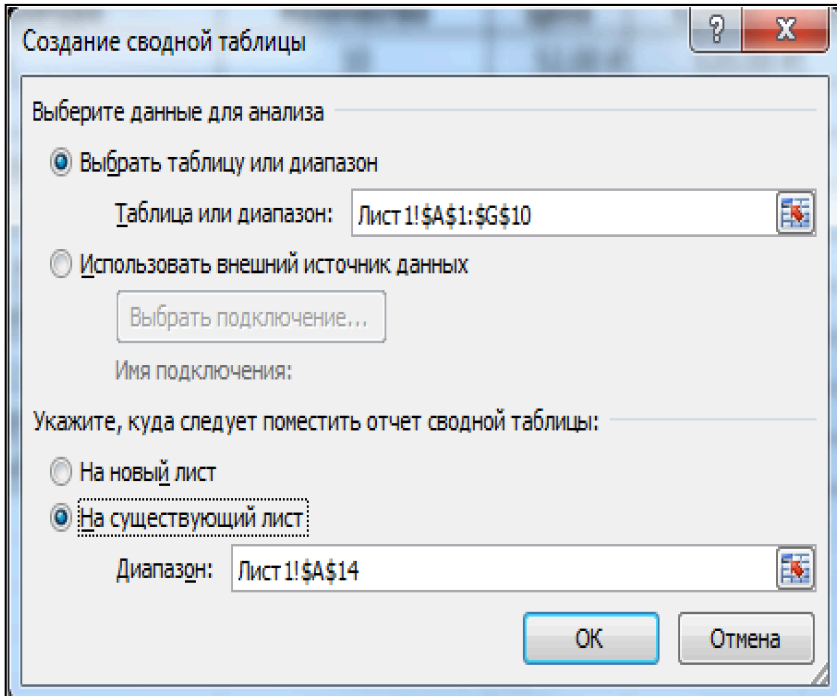 Создание сводной таблицы
Выберите данные для анализа
Выбрать таблицу или диапазон
Таблица или диапазон: Лист1!$A$1:$G$10
Использовать внешний источник данных
Выбрать подключение...
Имя подключения:
Укажите, куда следует поместить отчет сводной таблицы:
На новый лист
На существующий лист
Диапазон: Лист1!$A$14
ОК Отмена